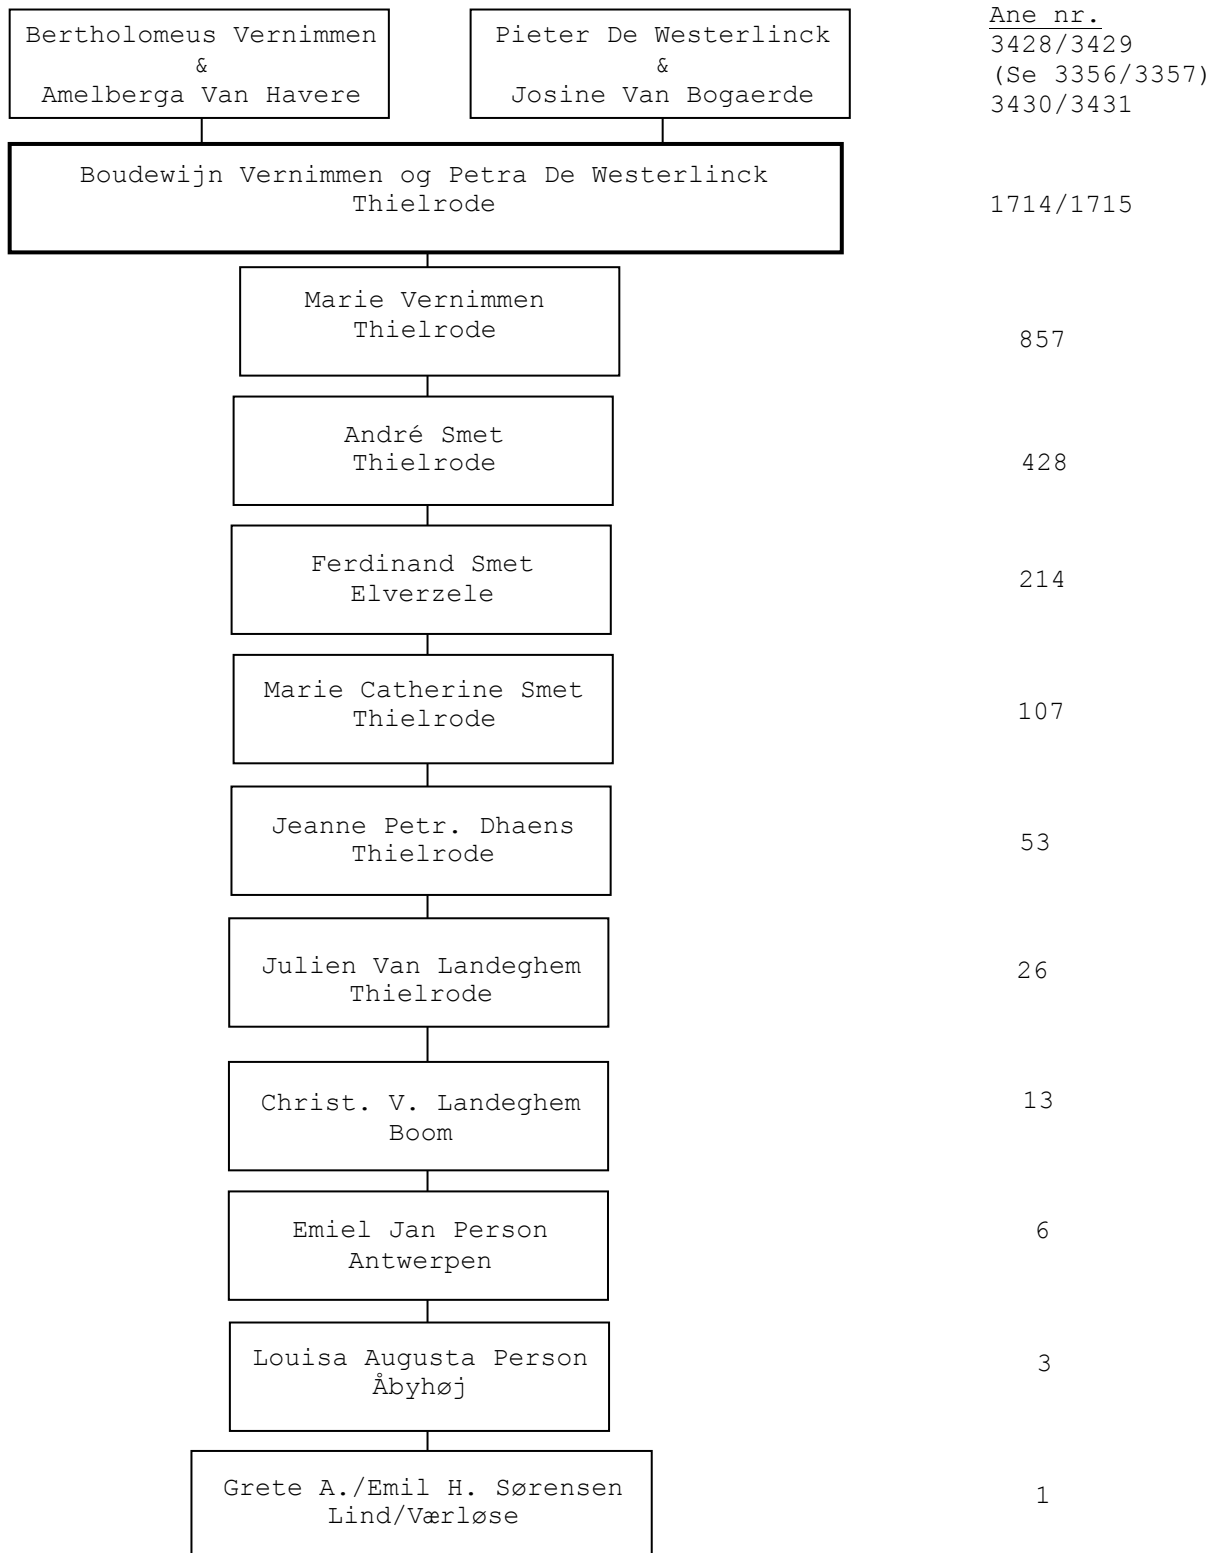 Bertholomeus Vernimmen
&
Amelberga Van Havere
Pieter De Westerlinck
&
Josine Van Bogaerde
Ane nr.
3428/3429
(Se 3356/3357)
3430/3431
Boudewijn Vernimmen og Petra De Westerlinck
Thielrode
1714/1715
Marie Vernimmen
Thielrode
857
André Smet
Thielrode
428
Ferdinand Smet
Elverzele
214
Marie Catherine Smet
Thielrode
107
Jeanne Petr. Dhaens
Thielrode
53
Julien Van Landeghem
Thielrode
26
Christ. V. Landeghem
Boom
13
Emiel Jan Person
Antwerpen
6
Louisa Augusta Person
Åbyhøj
3
Grete A./Emil H. Sørensen
Lind/Værløse
1